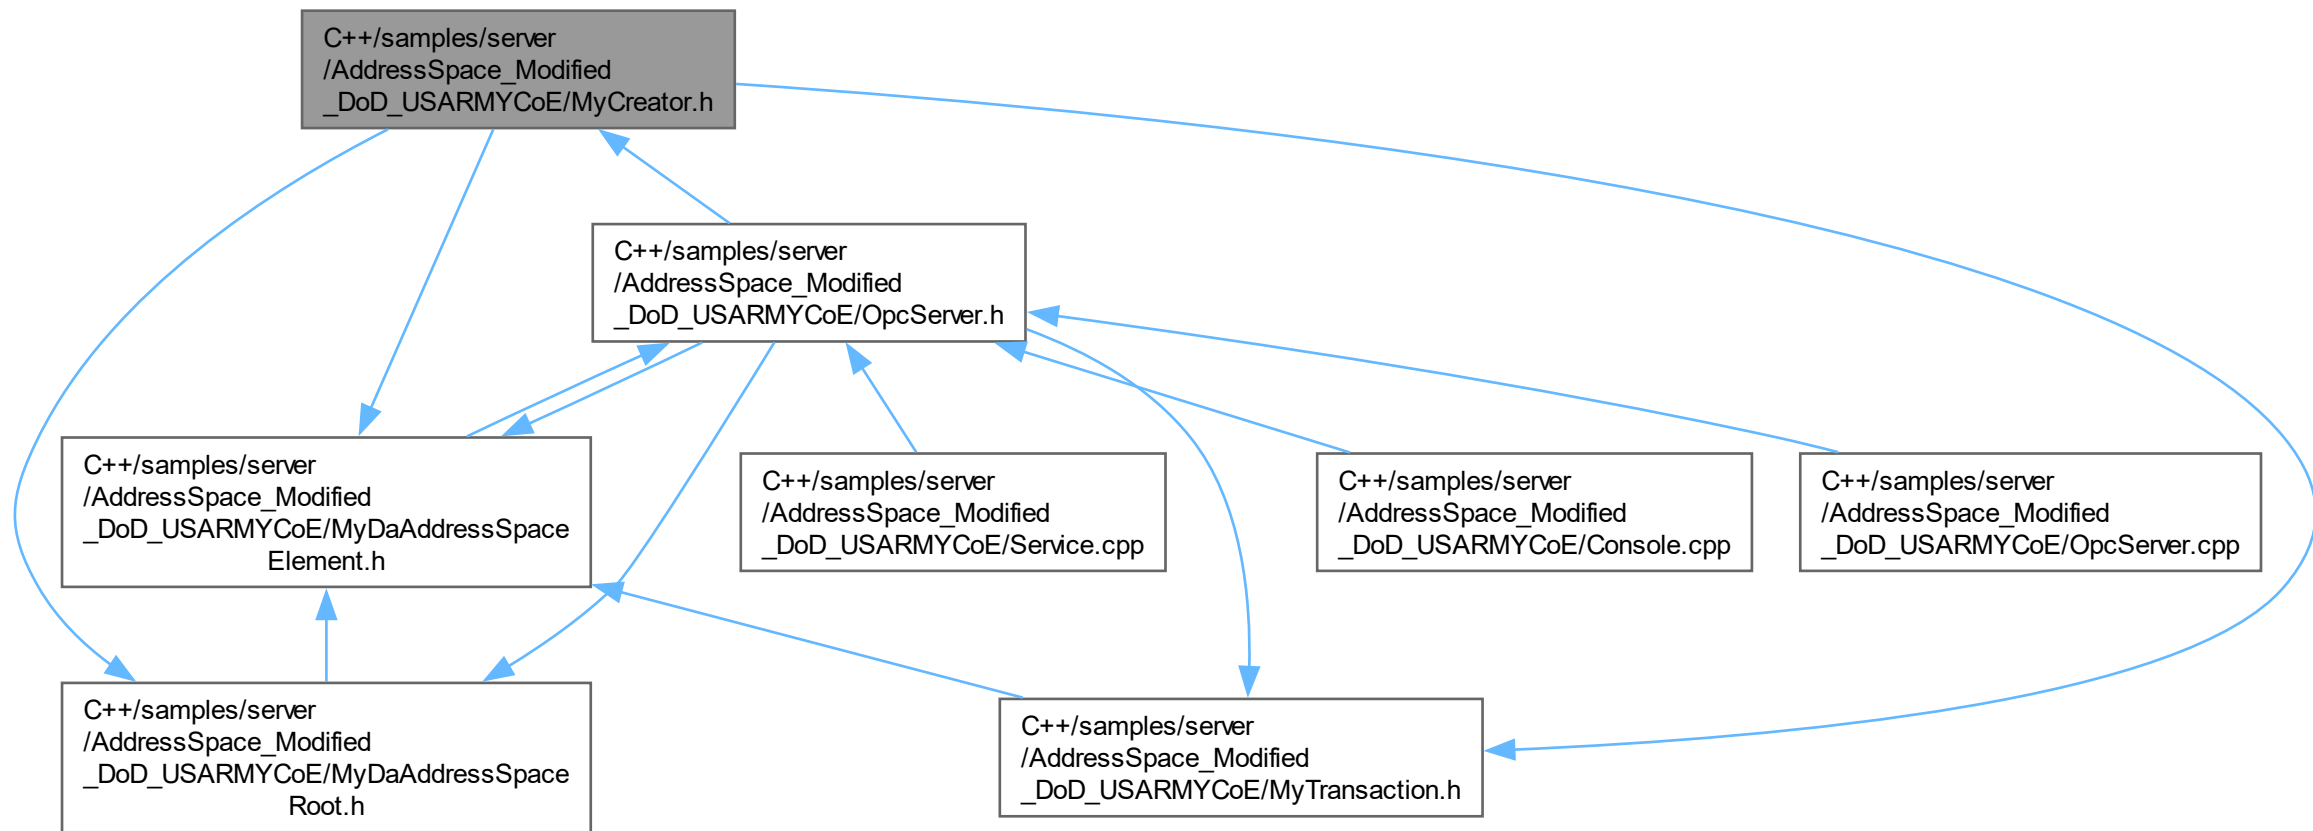 C++/samples/server
/AddressSpace_Modified
_DoD_USARMYCoE/MyCreator.h
C++/samples/server
/AddressSpace_Modified
_DoD_USARMYCoE/OpcServer.h
C++/samples/server
/AddressSpace_Modified
_DoD_USARMYCoE/MyDaAddressSpace
Element.h
C++/samples/server
/AddressSpace_Modified
_DoD_USARMYCoE/Service.cpp
C++/samples/server
/AddressSpace_Modified
_DoD_USARMYCoE/Console.cpp
C++/samples/server
/AddressSpace_Modified
_DoD_USARMYCoE/OpcServer.cpp
C++/samples/server
/AddressSpace_Modified
_DoD_USARMYCoE/MyDaAddressSpace
Root.h
C++/samples/server
/AddressSpace_Modified
_DoD_USARMYCoE/MyTransaction.h